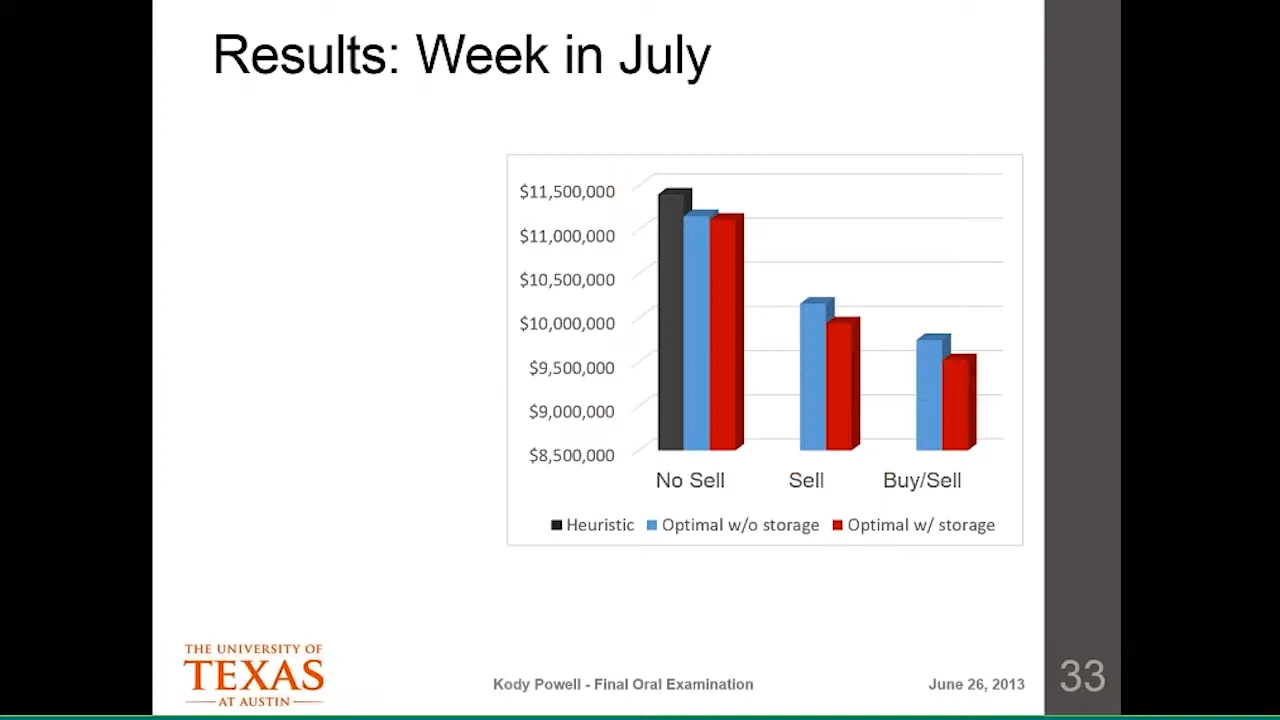 Results: Week in July
$11,500,000
$11,000,000
$10,500,000
$10,000,000
$9,500,000
$9,000,000
$8,500,000
No Sell Sell Buy/Sell
Heuristic Optimal w/o storage Optimal w/ storage
THE UNIVERSITY OF
TEXAS
AT AUSTIN
Kody Powell - Final Oral Examination June 26, 2013 33